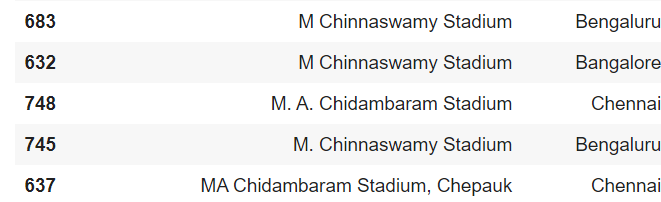 683 M Chinnaswamy Stadium Bengaluru
632 M Chinnaswamy Stadium Bangalore
748 M. A. Chidambaram Stadium Chennai
745 M. Chinnaswamy Stadium Bengaluru
637 MA Chidambaram Stadium, Chepauk Chennai